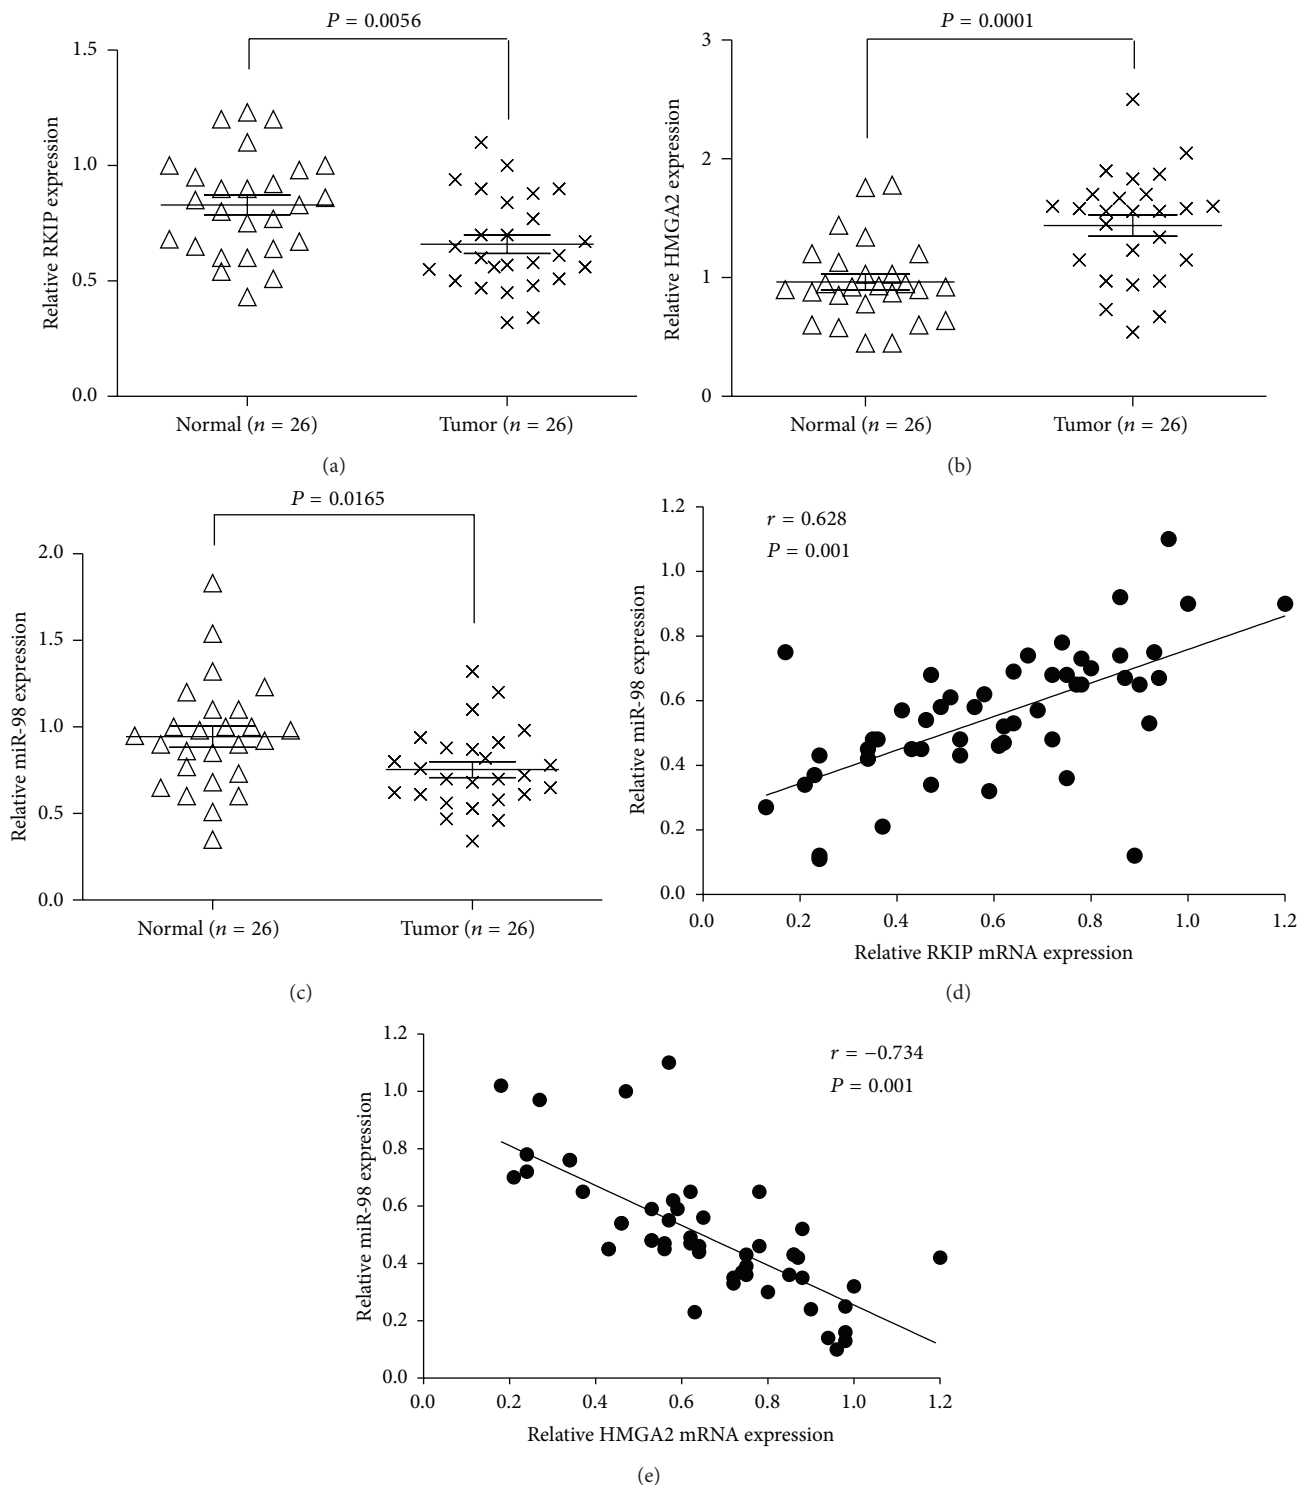 P = 0.0056
Relative RKIP expression
1.5
1.0
0.5
0.0
Normal (n = 26)
Tumor (n = 26)
(a)
P = 0.0001
Relative HMGA2 expression
3
2
1
0
Normal (n = 26)
Tumor (n = 26)
(b)
P = 0.0165
Relative miR-98 expression
2.0
1.5
1.0
0.5
0.0
Normal (n = 26)
Tumor (n = 26)
(c)
r = 0.628
P = 0.001
Relative miR-98 expression
1.2
1.0
0.8
0.6
0.4
0.2
0.0
0.0 0.2 0.4 0.6 0.8 1.0 1.2
Relative RKIP mRNA expression
(d)
r = −0.734
P = 0.001
Relative miR-98 expression
1.2
1.0
0.8
0.6
0.4
0.2
0.0
0.0 0.2 0.4 0.6 0.8 1.0 1.2
Relative HMGA2 mRNA expression
(e)